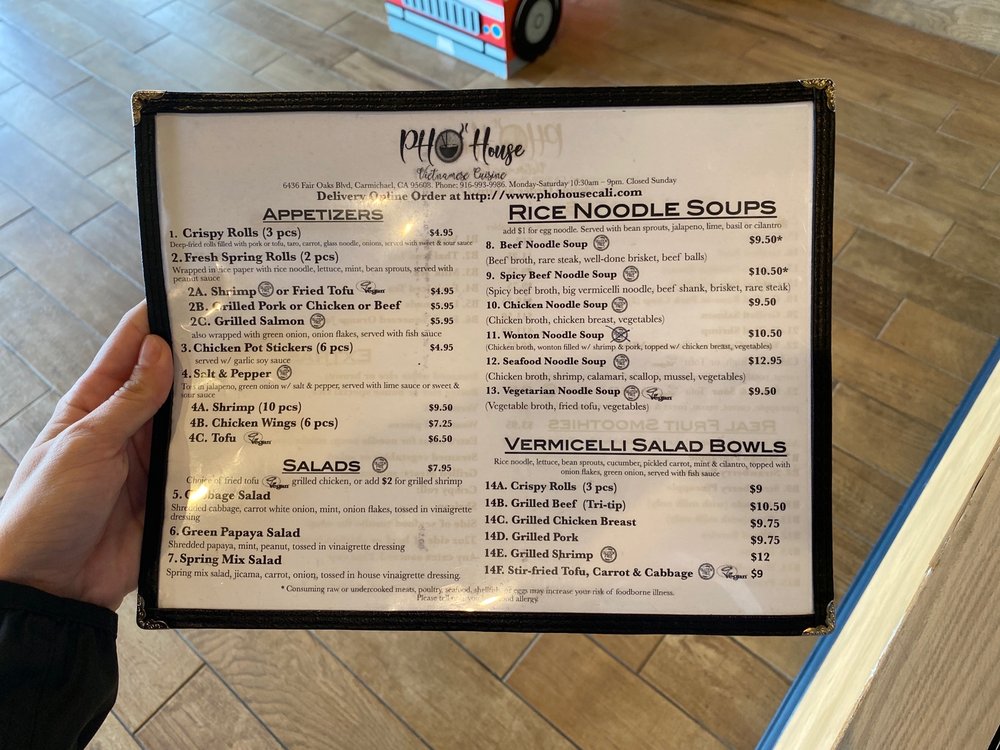 PHO House
Vietnamese Cuisine
6436 Fair Oaks Blvd, Carmichael, CA 95608. Phone: 916-993-9986. Monday-Saturday 10:30am – 9pm. Closed Sunday
Delivery Online Order at http://www.phohousecali.com
APPETIZERS
1. Crispy Rolls (3 pcs) $4.95
Deep-fried rolls filled with pork or tofu, taro, carrot, glass noodle, onions, served with sweet & sour sauce
2. Fresh Spring Rolls (2 pcs)
Wrapped in rice paper with rice noodle, lettuce, mint, bean sprouts, served with
peanut sauce
2A. Shrimp or Fried Tofu Vegan $4.95
2B. Grilled Pork or Chicken or Beef $5.95
2C. Grilled Salmon $5.95
also wrapped with green onion, onion flakes, served with fish sauce
3. Chicken Pot Stickers (6 pcs) $4.95
served w/ garlic soy sauce
4. Salt & Pepper
Toss in jalapeno, green onion w/ salt & pepper, served with lime sauce or sweet &
sour sauce
4A. Shrimp (10 pcs) $9.50
4B. Chicken Wings (6 pcs) $7.25
4C. Tofu Vegan $6.50
SALADS $7.95
Choice of fried tofu Vegan grilled chicken, or add $2 for grilled shrimp
5. Cabbage Salad
Shredded cabbage, carrot white onion, mint, onion flakes, tossed in vinaigrette
dressing
6. Green Papaya Salad
Shredded papaya, mint, peanut, tossed in vinaigrette dressing
7. Spring Mix Salad
Spring mix salad, jicama, carrot, onion, tossed in house vinaigrette dressing.
RICE NOODLE SOUPS
add $1 for egg noodle. Served with bean sprouts, jalapeno, lime, basil or cilantro
8. Beef Noodle Soup $9.50*
(Beef broth, rare steak, well-done brisket, beef balls)
9. Spicy Beef Noodle Soup $10.50*
(Spicy beef broth, big vermicelli noodle, beef shank, brisket, rare steak)
10. Chicken Noodle Soup $9.50
(Chicken broth, chicken breast, vegetables)
11. Wonton Noodle Soup $10.50
(Chicken broth, wonton filled w/ shrimp & pork, topped w/ chicken breast, vegetables)
12. Seafood Noodle Soup $12.95
(Chicken broth, shrimp, calamari, scallop, mussel, vegetables)
13. Vegetarian Noodle Soup Vegan $9.50
(Vegetable broth, fried tofu, vegetables)
VERMICELLI SALAD BOWLS
Rice noodle, lettuce, bean sprouts, cucumber, pickled carrot, mint & cilantro, topped with
onion flakes, green onion, served with fish sauce
14A. Crispy Rolls (3 pcs) $9
14B. Grilled Beef (Tri-tip) $10.50
14C. Grilled Chicken Breast $9.75
14D. Grilled Pork $9.75
14E. Grilled Shrimp $12
14F. Stir-fried Tofu, Carrot & Cabbage Vegan $9
* Consuming raw or undercooked meats, poultry, seafood, shellfish, or eggs may increase your risk of foodborne illness.
Please tell food allergy.